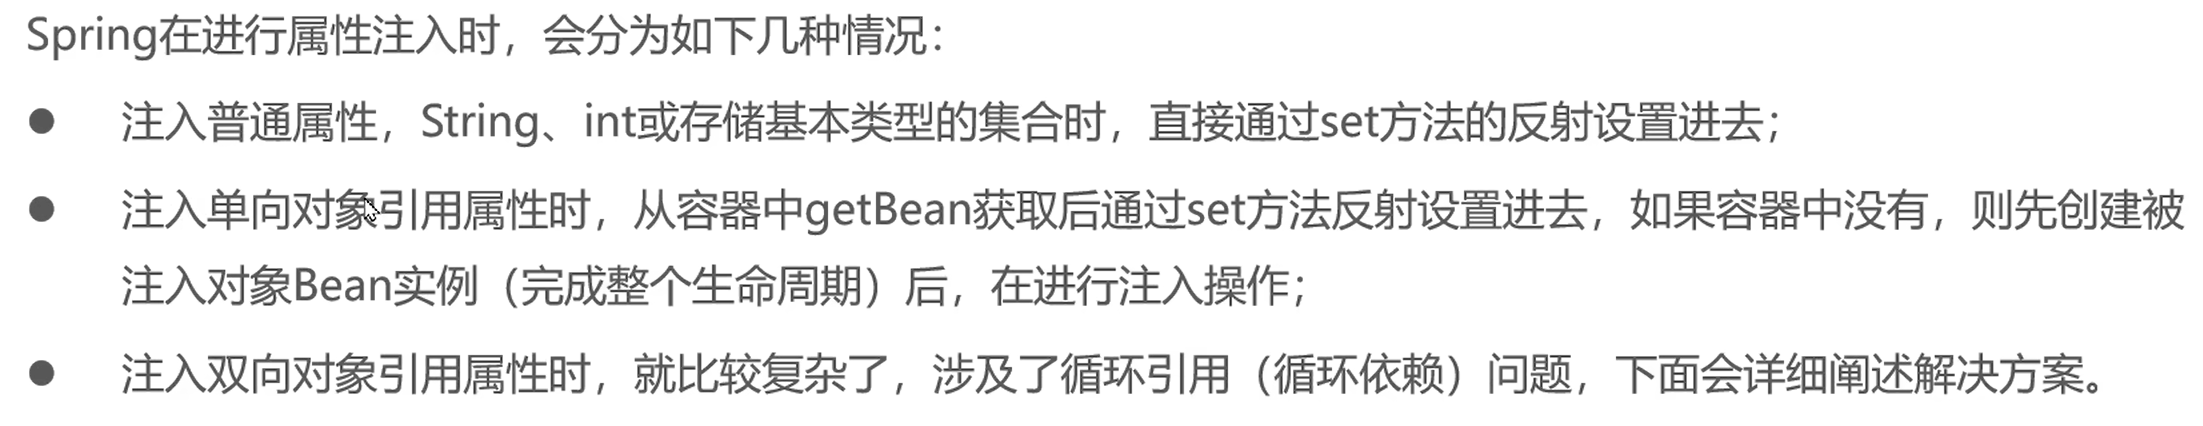 Spring在进行属性注入时，会分为如下几种情况：
● 注入普通属性，String、int或存储基本类型的集合时，直接通过set方法的反射设置进去；
● 注入单向对象引用属性时，从容器中getBean获取后通过set方法反射设置进去，如果容器中没有，则先创建被
注入对象Bean实例（完成整个生命周期）后，在进行注入操作；
● 注入双向对象引用属性时，就比较复杂了，涉及了循环引用（循环依赖）问题，下面会详细阐述解决方案。